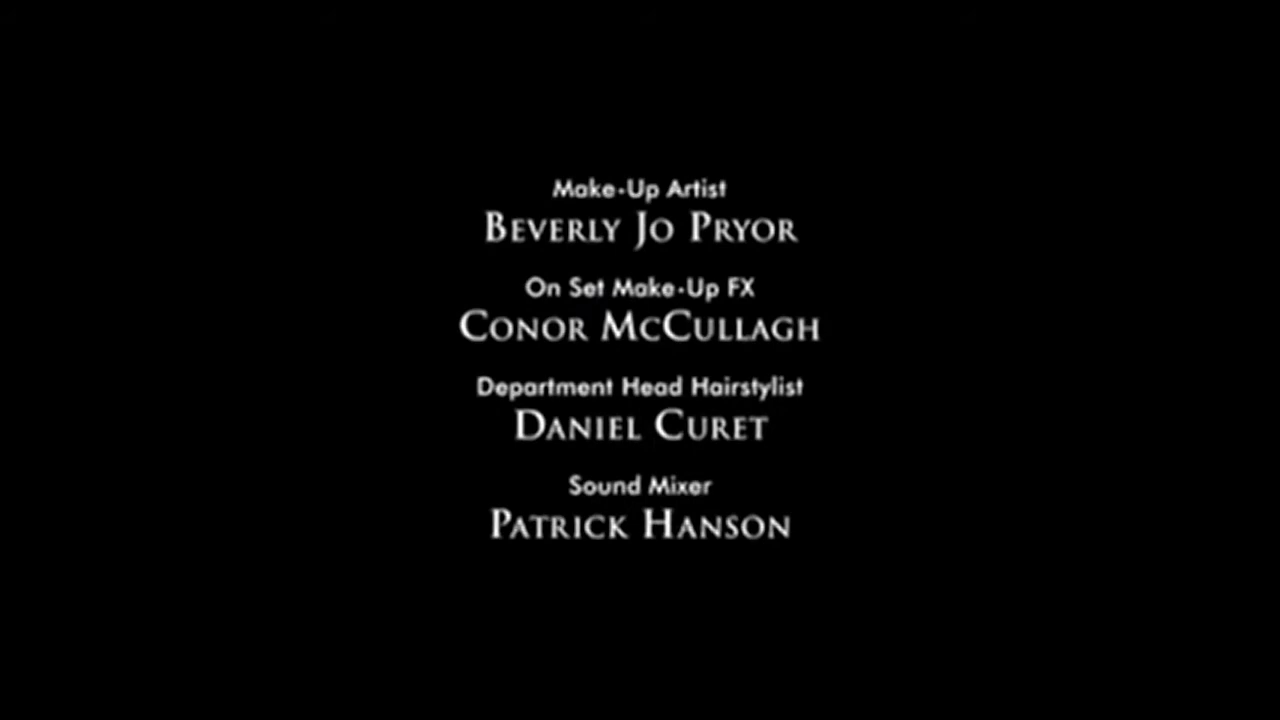 Make-Up Artist
BEVERLY JO PRYOR
On Set Make-Up FX
CONOR MCCULLAGH
Department Head Hairstylist
DANIEL CURET
Sound Mixer
PATRICK HANSON